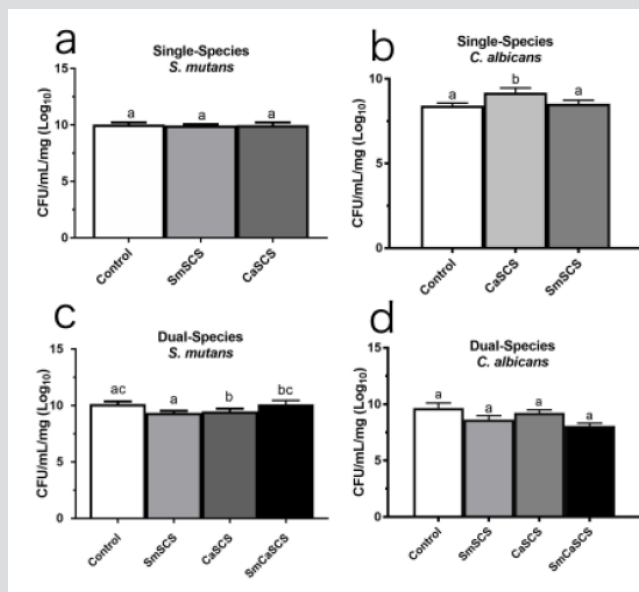 a
Single-Species
S. mutans
CFU/mL/mg (Log10)
15
10
5
0
a
a
a
Control
SmSCS
CaSCS
b
Single-Species
C. albicans
CFU/mL/mg (Log10)
10
5
0
a
b
a
Control
CaSCS
SmSCS
c
Dual-Species
S. mutans
CFU/mL/mg (Log10)
15
10
5
0
ac
a
b
bc
Control
SmSCS
CaSCS
SmCaSCS
d
Dual-Species
C. albicans
CFU/mL/mg (Log10)
15
10
5
0
a
a
a
a
Control
SmSCS
CaSCS
SmCaSCS